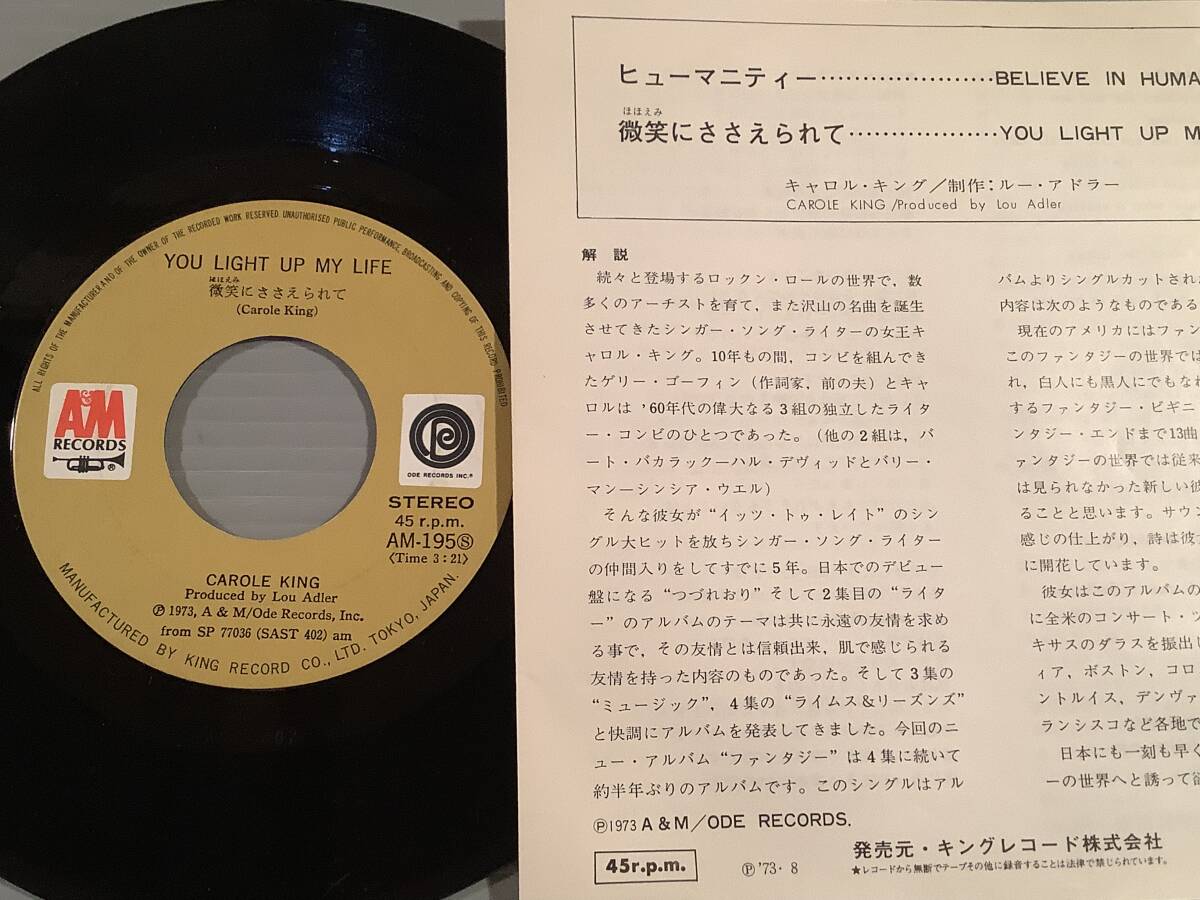 ALL RIGHTS OF THE MANUFACTURER AND OF THE OWNER OF THE RECORDED WORK RESERVED. UNAUTHORISED PUBLIC PERFORMANCE, BROADCASTING AND COPYING OF THIS RECORD PROHIBITED
YOU LIGHT UP MY LIFE
ほほえみ
微笑にささえられて
(Carole King)
A&M
RECORDS
®
ODE RECORDS INC.®
STEREO
45 r.p.m.
AM-195Ⓢ
〈Time 3:21〉
CAROLE KING
Produced by Lou Adler
Ⓟ 1973, A & M/Ode Records, Inc.
from SP 77036 (SAST 402) am
MANUFACTURED BY KING RECORD CO., LTD. TOKYO, JAPAN.
ヒューマニティー…………………BELIEVE IN HUMA
ほほえみ
微笑にささえられて………………YOU LIGHT UP M
キャロル・キング/制作:ルー・アドラー
CAROLE KING/Produced by Lou Adler
解説
続々と登場するロックン・ロールの世界で,数
多くのアーチストを育て,また沢山の名曲を誕生
させてきたシンガー・ソング・ライターの女王キ
ャロル・キング。10年もの間,コンビを組んでき
たゲリー・ゴーフィン(作詞家,前の夫)とキャ
ロルは '60年代の偉大なる3組の独立したライタ
ー・コンビのひとつであった。(他の2組は,バ
ート・バカラックーハル・デヴィッドとバリー・
マンーシンシア・ウエル)
そんな彼女が“イッツ・トゥ・レイト”のシン
グル大ヒットを放ちシンガー・ソング・ライター
の仲間入りをしてすでに5年。日本でのデビュー
盤になる“つづれおり”そして2集目の“ライタ
ー”のアルバムのテーマは共に永遠の友情を求め
る事で,その友情とは信頼出来,肌で感じられる
友情を持った内容のものであった。そして3集の
“ミュージック”,4集の“ライムス&リーズンズ”
と快調にアルバムを発表してきました。今回のニ
ュー・アルバム“ファンタジー”は4集に続いて
約半年ぶりのアルバムです。このシングルはアル
バムよりシングルカットされ
内容は次のようなものである
現在のアメリカにはファン
このファンタジーの世界では
れ,白人にも黒人にでもなれ
するファンタジー・ビギニ
ンタジー・エンドまで13曲
ァンタジーの世界では従来
は見られなかった新しい彼
ることと思います。サウン
感じの仕上がり,詩は彼女
に開花しています。
彼女はこのアルバムの
に全米のコンサート・ツ
キサスのダラスを振出し
ィア,ボストン,コロ
ントルイス,デンヴァ
ランシスコなど各地で
日本にも一刻も早く
ーの世界へと誘って欲
Ⓟ1973 A & M/ODE RECORDS.
45r.p.m.
Ⓟ'73・8
発売元・キングレコード株式会社
★レコードから無断でテープその他に録音することは法律で禁じられています。